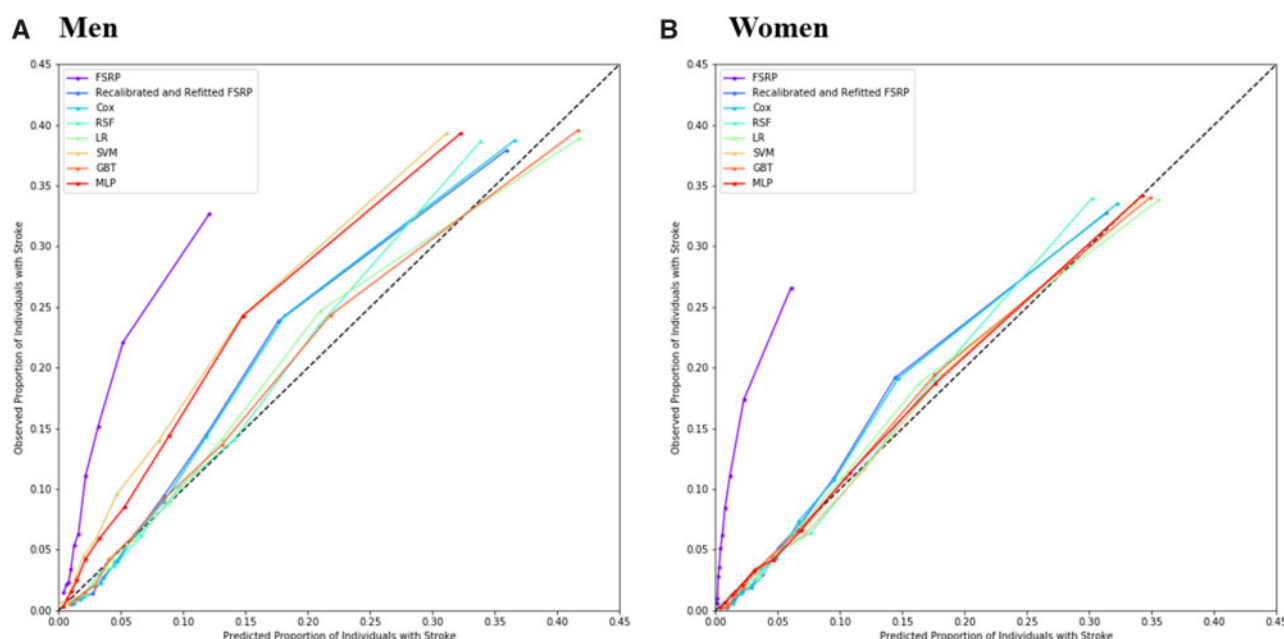 A Men
0.45
0.40
0.35
0.30
0.25
0.20
0.15
0.10
0.05
0.00
Observed Proportion of Individuals with Stroke
FSRP
Recalibrated and Refitted FSRP
Cox
RSF
LR
SVM
GBT
MLP
0.00 0.05 0.10 0.15 0.20 0.25 0.30 0.35 0.40 0.45
Predicted Proportion of Individuals with Stroke
B Women
0.45
0.40
0.35
0.30
0.25
0.20
0.15
0.10
0.05
0.00
Observed Proportion of Individuals with Stroke
FSRP
Recalibrated and Refitted FSRP
Cox
RSF
LR
SVM
GBT
MLP
0.00 0.05 0.10 0.15 0.20 0.25 0.30 0.35 0.40 0.45
Predicted Proportion of Individuals with Stroke